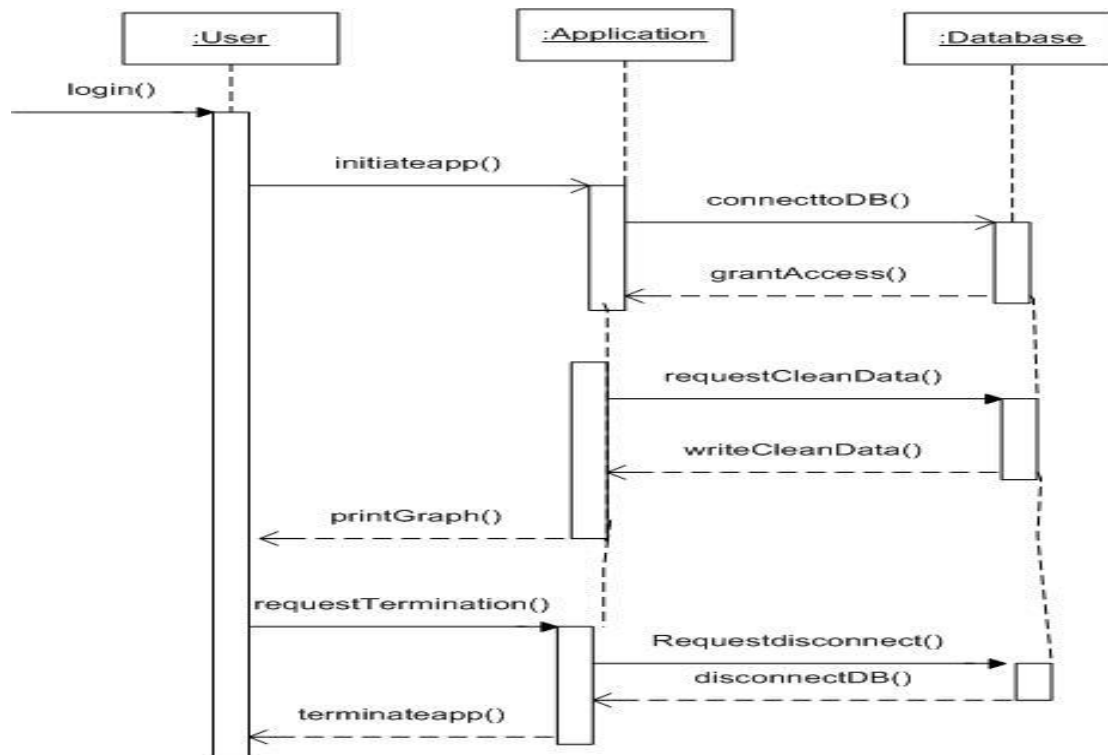 :User
:Application
:Database
login()
initiateapp()
connecttoDB()
grantAccess()
requestCleanData()
writeCleanData()
printGraph()
requestTermination()
Requestdisconnect()
disconnectDB()
terminateapp()